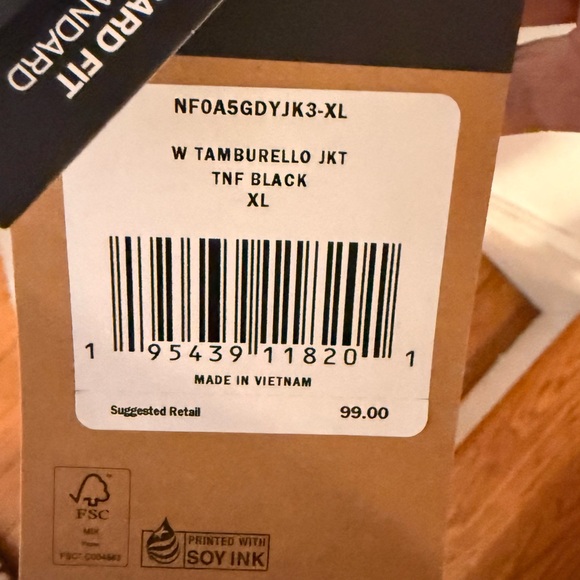 ARD FIT
ANDARD
NF0A5GDYJK3-XL
W TAMBURELLO JKT
TNF BLACK
XL
1 95439 11820 1
MADE IN VIETNAM
Suggested Retail 99.00
FSC
PRINTED WITH
SOY INK